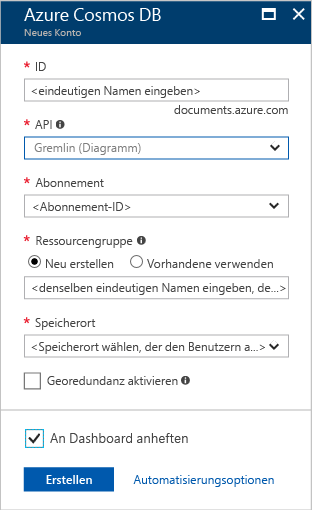 Azure Cosmos DB
Neues Konto
* ID
<eindeutigen Namen eingeben>
documents.azure.com
* API
Gremlin (Diagramm)
* Abonnement
<Abonnement-ID>
* Ressourcengruppe
Neu erstellen Vorhandene verwenden
<denselben eindeutigen Namen eingeben, de...>
* Speicherort
<Speicherort wählen, der den Benutzern a...>
Georedundanz aktivieren
An Dashboard anheften
Erstellen Automatisierungsoptionen